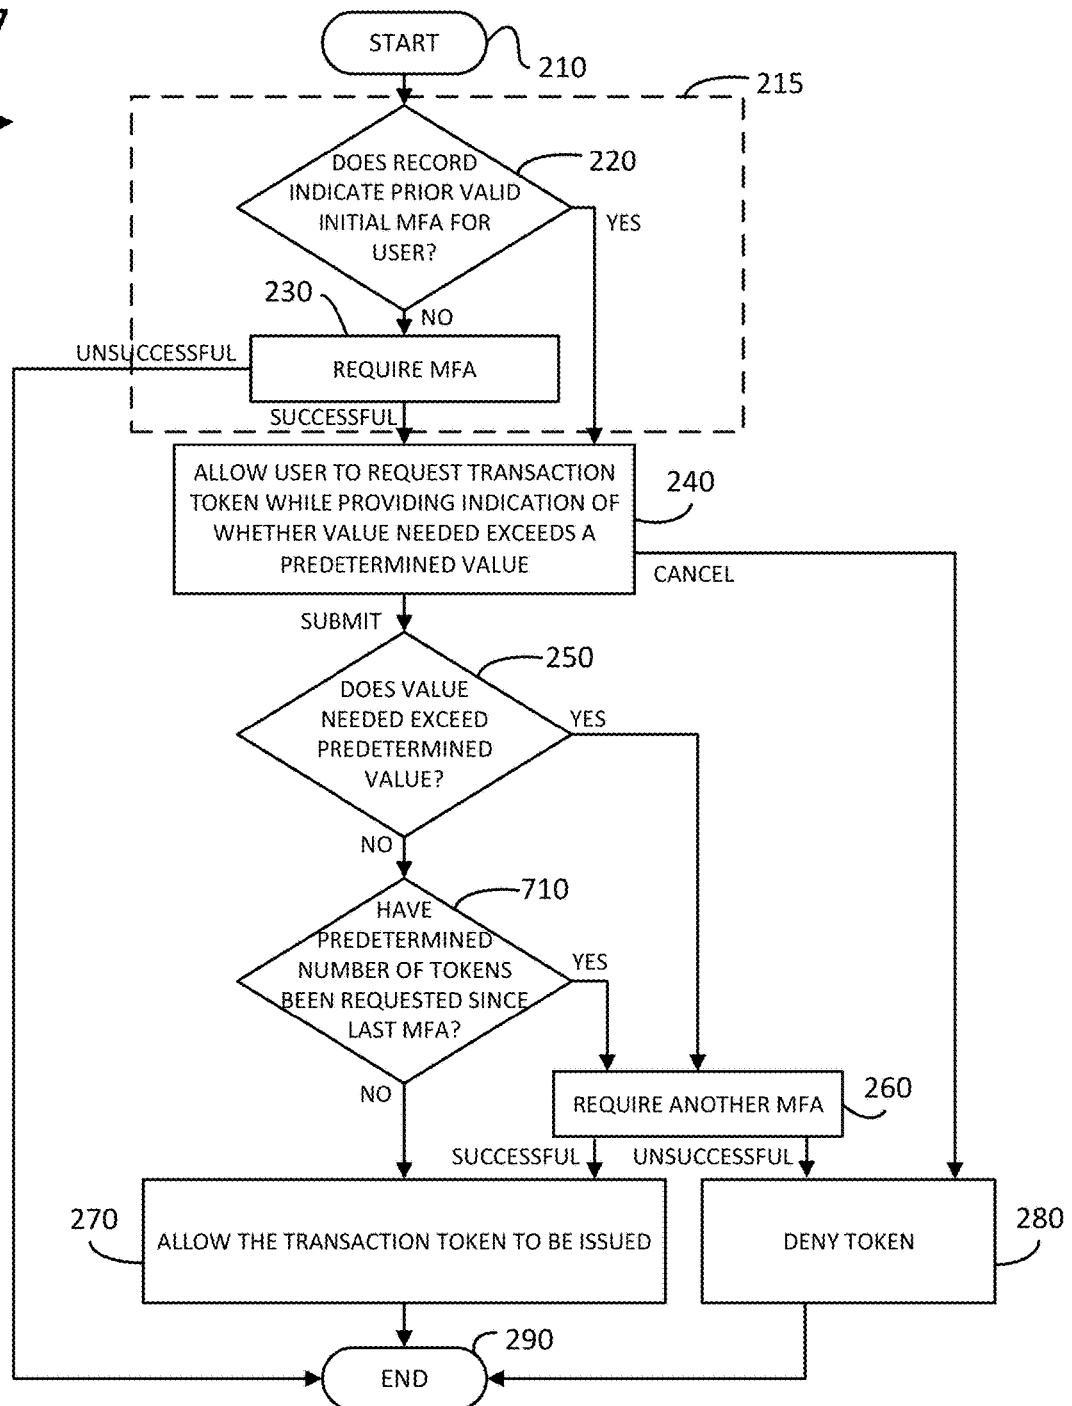 7
START
210
215
DOES RECORD
INDICATE PRIOR VALID
INITIAL MFA FOR
USER?
220
YES
230
NO
UNSUCCESSFUL
REQUIRE MFA
SUCCESSFUL
ALLOW USER TO REQUEST TRANSACTION
TOKEN WHILE PROVIDING INDICATION OF
WHETHER VALUE NEEDED EXCEEDS A
PREDETERMINED VALUE
240
CANCEL
SUBMIT
250
DOES VALUE
NEEDED EXCEED
PREDETERMINED
VALUE?
YES
NO
710
HAVE
PREDETERMINED
NUMBER OF TOKENS
BEEN REQUESTED SINCE
LAST MFA?
YES
NO
REQUIRE ANOTHER MFA
260
SUCCESSFUL
UNSUCCESSFUL
270
ALLOW THE TRANSACTION TOKEN TO BE ISSUED
DENY TOKEN
280
290
END